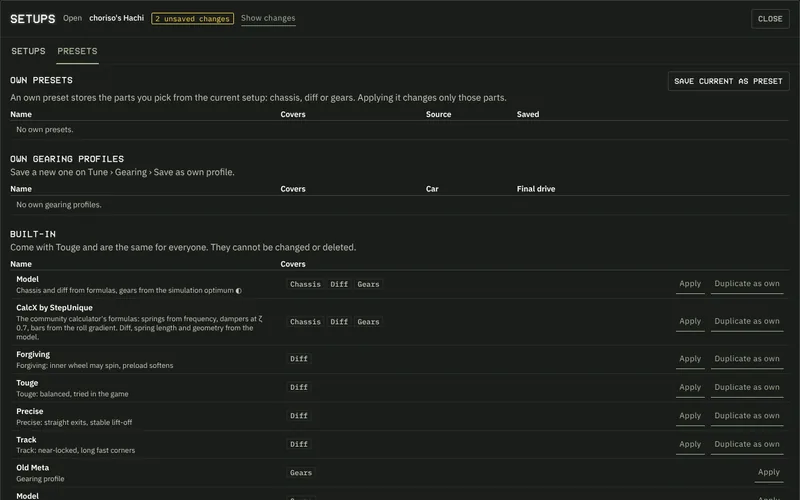 SETUPS Open choriso's Hachi 2 unsaved changes Show changes CLOSE
SETUPS PRESETS
OWN PRESETS SAVE CURRENT AS PRESET
An own preset stores the parts you pick from the current setup: chassis, diff or gears. Applying it changes only those parts.
Name Covers Source Saved
No own presets.
OWN GEARING PROFILES
Save a new one on Tune › Gearing › Save as own profile.
Name Covers Car Final drive
No own gearing profiles.
BUILT-IN
Come with Touge and are the same for everyone. They cannot be changed or deleted.
Name Covers
Model
Chassis and diff from formulas, gears from the simulation optimum ◐
Chassis Diff Gears Apply Duplicate as own
CalcX by StepUnique
The community calculator's formulas: springs from frequency, dampers at ζ
0.7, bars from the roll gradient. Diff, spring length and geometry from the
model.
Chassis Diff Gears Apply Duplicate as own
Forgiving
Forgiving: inner wheel may spin, preload softens
Diff Apply Duplicate as own
Touge
Touge: balanced, tried in the game
Diff Apply Duplicate as own
Precise
Precise: straight exits, stable lift-off
Diff Apply Duplicate as own
Track
Track: near-locked, long fast corners
Diff Apply Duplicate as own
Old Meta
Gearing profile
Gears Apply
Model